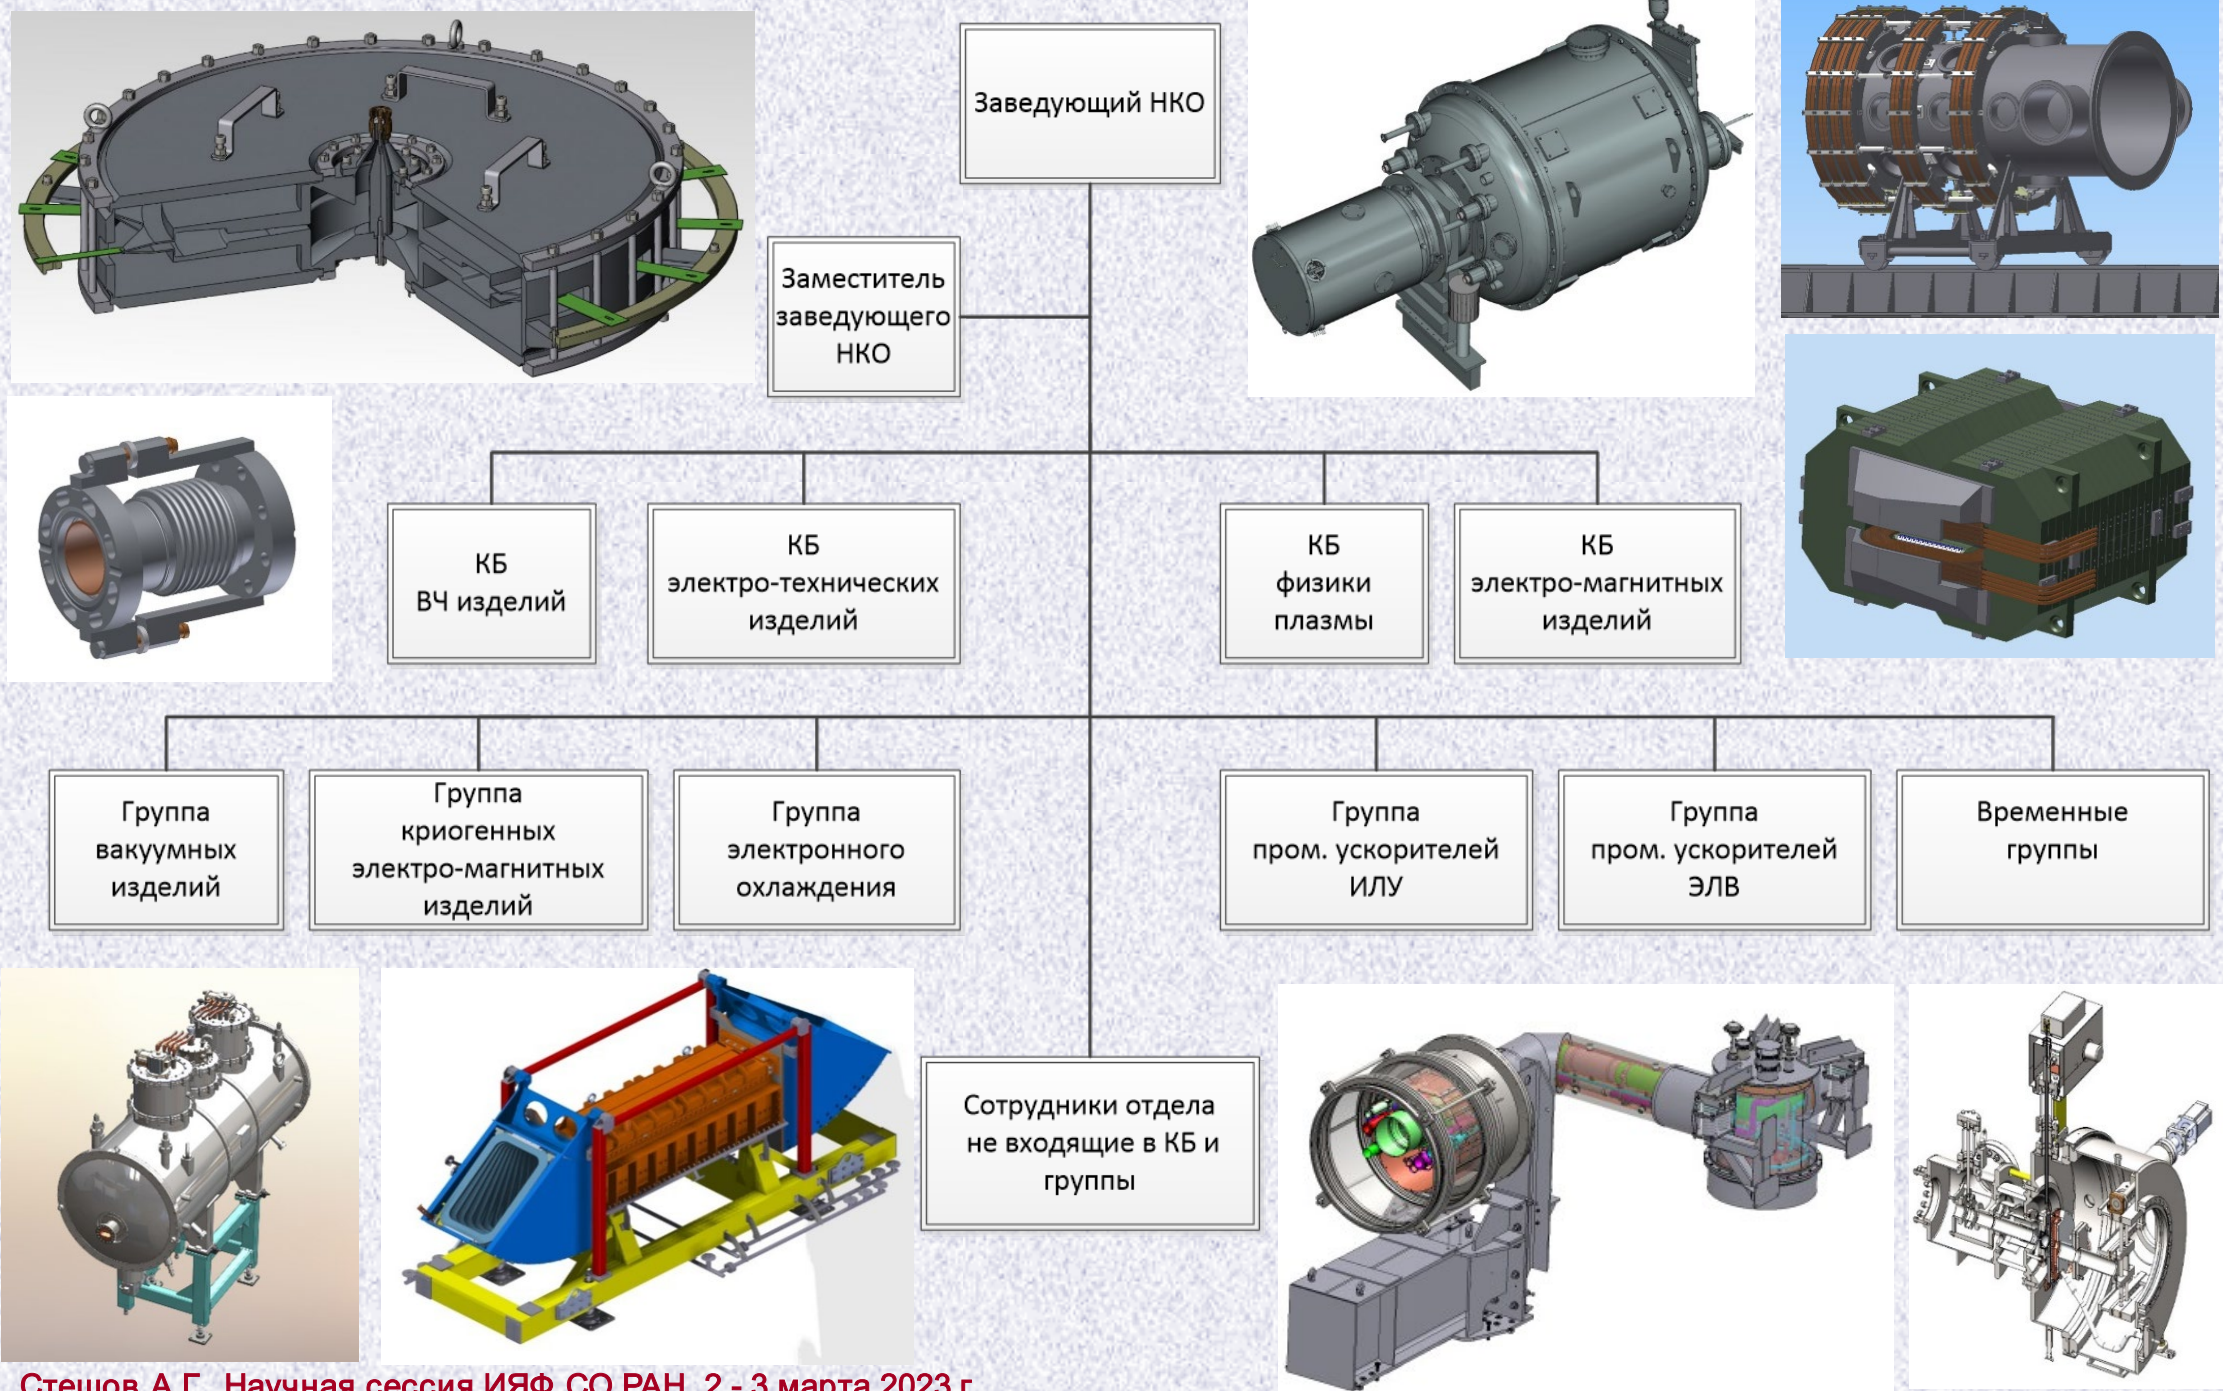 Заведующий НКО
Заместитель
заведующего
НКО
КБ
ВЧ изделий
КБ
электро-технических
изделий
КБ
физики
плазмы
КБ
электро-магнитных
изделий
Группа
вакуумных
изделий
Группа
криогенных
электро-магнитных
изделий
Группа
электронного
охлаждения
Группа
пром. ускорителей
ИЛУ
Группа
пром. ускорителей
ЭЛВ
Временные
группы
Сотрудники отдела
не входящие в КБ и
группы
Стешов А.Г., Научная сессия ИЯФ СО РАН, 2 - 3 марта 2023 г.